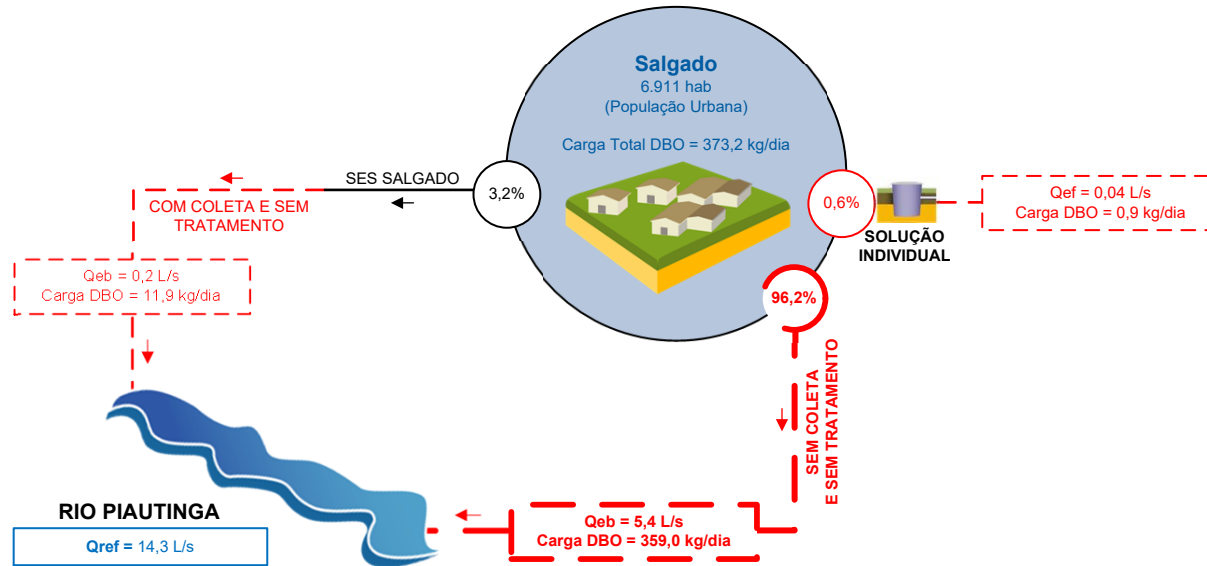 Salgado
6.911 hab
(População Urbana)
Carga Total DBO = 373,2 kg/dia
SES SALGADO
3,2%
COM COLETA E SEM
TRATAMENTO
Qeb = 0,2 L/s
Carga DBO = 11,9 kg/dia
0,6%
SOLUÇÃO
INDIVIDUAL
Qef = 0,04 L/s
Carga DBO = 0,9 kg/dia
96,2%
SEM COLETA
E SEM TRATAMENTO
Qeb = 5,4 L/s
Carga DBO = 359,0 kg/dia
RIO PIAUTINGA
Qref = 14,3 L/s